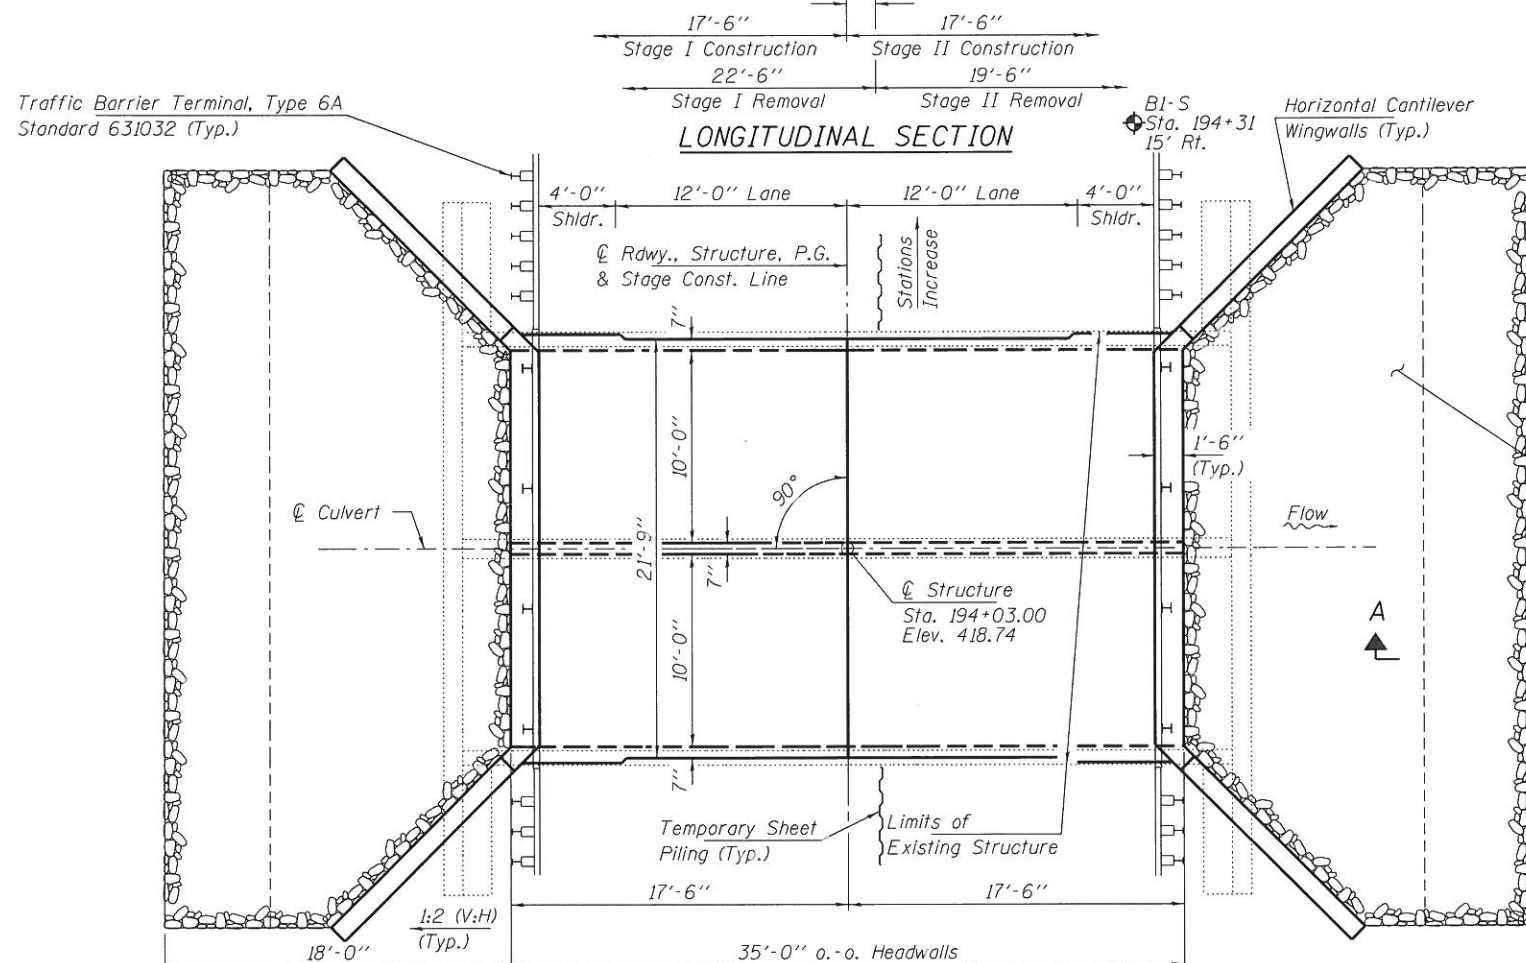 17'-6" 17'-6"
Stage I Construction Stage II Construction
22'-6" 19'-6"
Stage I Removal Stage II Removal
LONGITUDINAL SECTION
Traffic Barrier Terminal, Type 6A
Standard 631032 (Typ.)
B1-S
Sta. 194+31
15' Rt.
Horizontal Cantilever
Wingwalls (Typ.)
4'-0" 12'-0" Lane 12'-0" Lane 4'-0"
Shldr. Shldr.
℄ Rdwy., Structure, P.G.
& Stage Const. Line
Stations
Increase
7"
10'-0"
90°
1'-6"
(Typ.)
℄ Culvert
Flow
21'-9"
7"
℄ Structure
Sta. 194+03.00
Elev. 418.74
A
10'-0"
7"
Temporary Sheet
Piling (Typ.)
Limits of
Existing Structure
17'-6" 17'-6"
1:2 (V:H)
(Typ.)
18'-0" 35'-0" o.-o. Headwalls